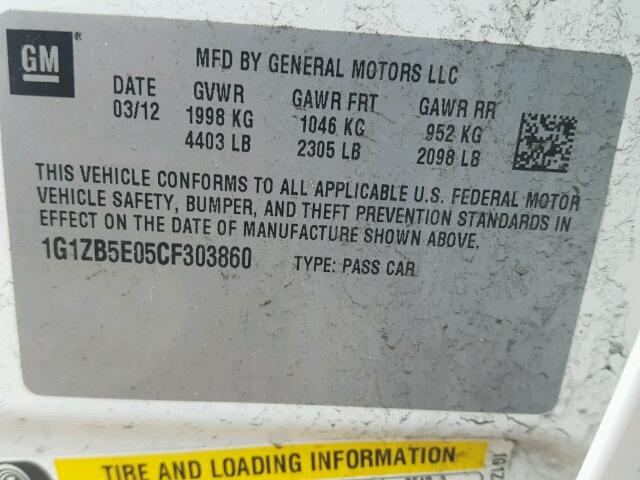 GM
MFD BY GENERAL MOTORS LLC
DATE GVWR GAWR FRT GAWR RR
03/12 1998 KG 1046 KG 952 KG
4403 LB 2305 LB 2098 LB
THIS VEHICLE CONFORMS TO ALL APPLICABLE U.S. FEDERAL MOTOR
VEHICLE SAFETY, BUMPER, AND THEFT PREVENTION STANDARDS IN
EFFECT ON THE DATE OF MANUFACTURE SHOWN ABOVE.
1G1ZB5E05CF303860 TYPE: PASS CAR
TIRE AND LOADING INFORMATION
1G1Z